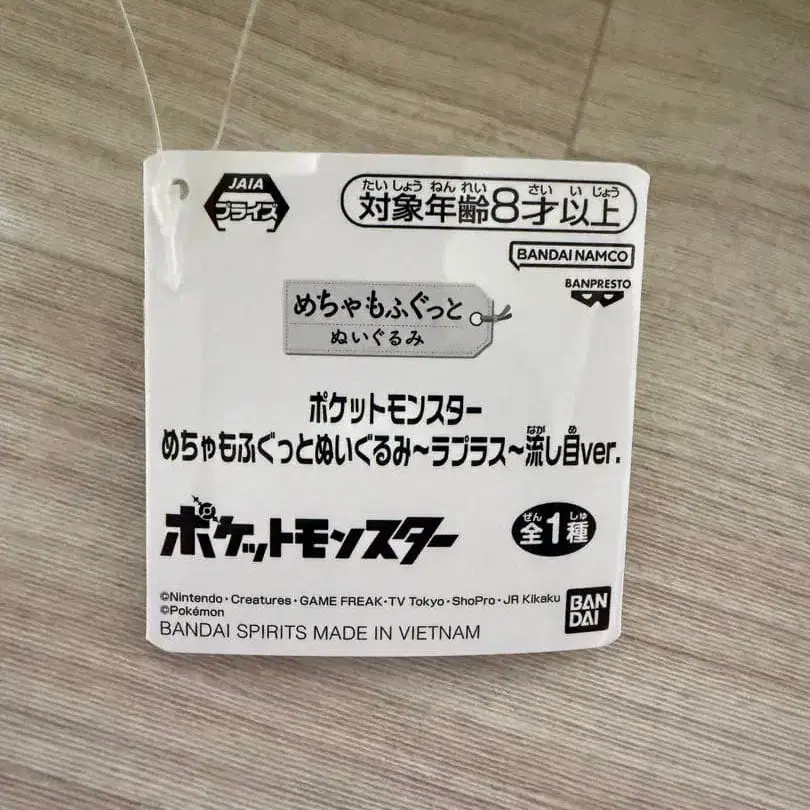 JAIA
プライズ
たいしょうねんれい さいいじょう
対象年齢8才以上
BANDAI NAMCO
BANPRESTO
めちゃもふぐっと
ぬいぐるみ
ポケットモンスター
ながめ
めちゃもふぐっとぬいぐるみ～ラプラス～流し目ver.
ポケットモンスター
ぜん しゅ
全1種
©Nintendo・Creatures・GAME FREAK・TV Tokyo・ShoPro・JR Kikaku
©Pokémon
BANDAI SPIRITS MADE IN VIETNAM
BAN
DAI